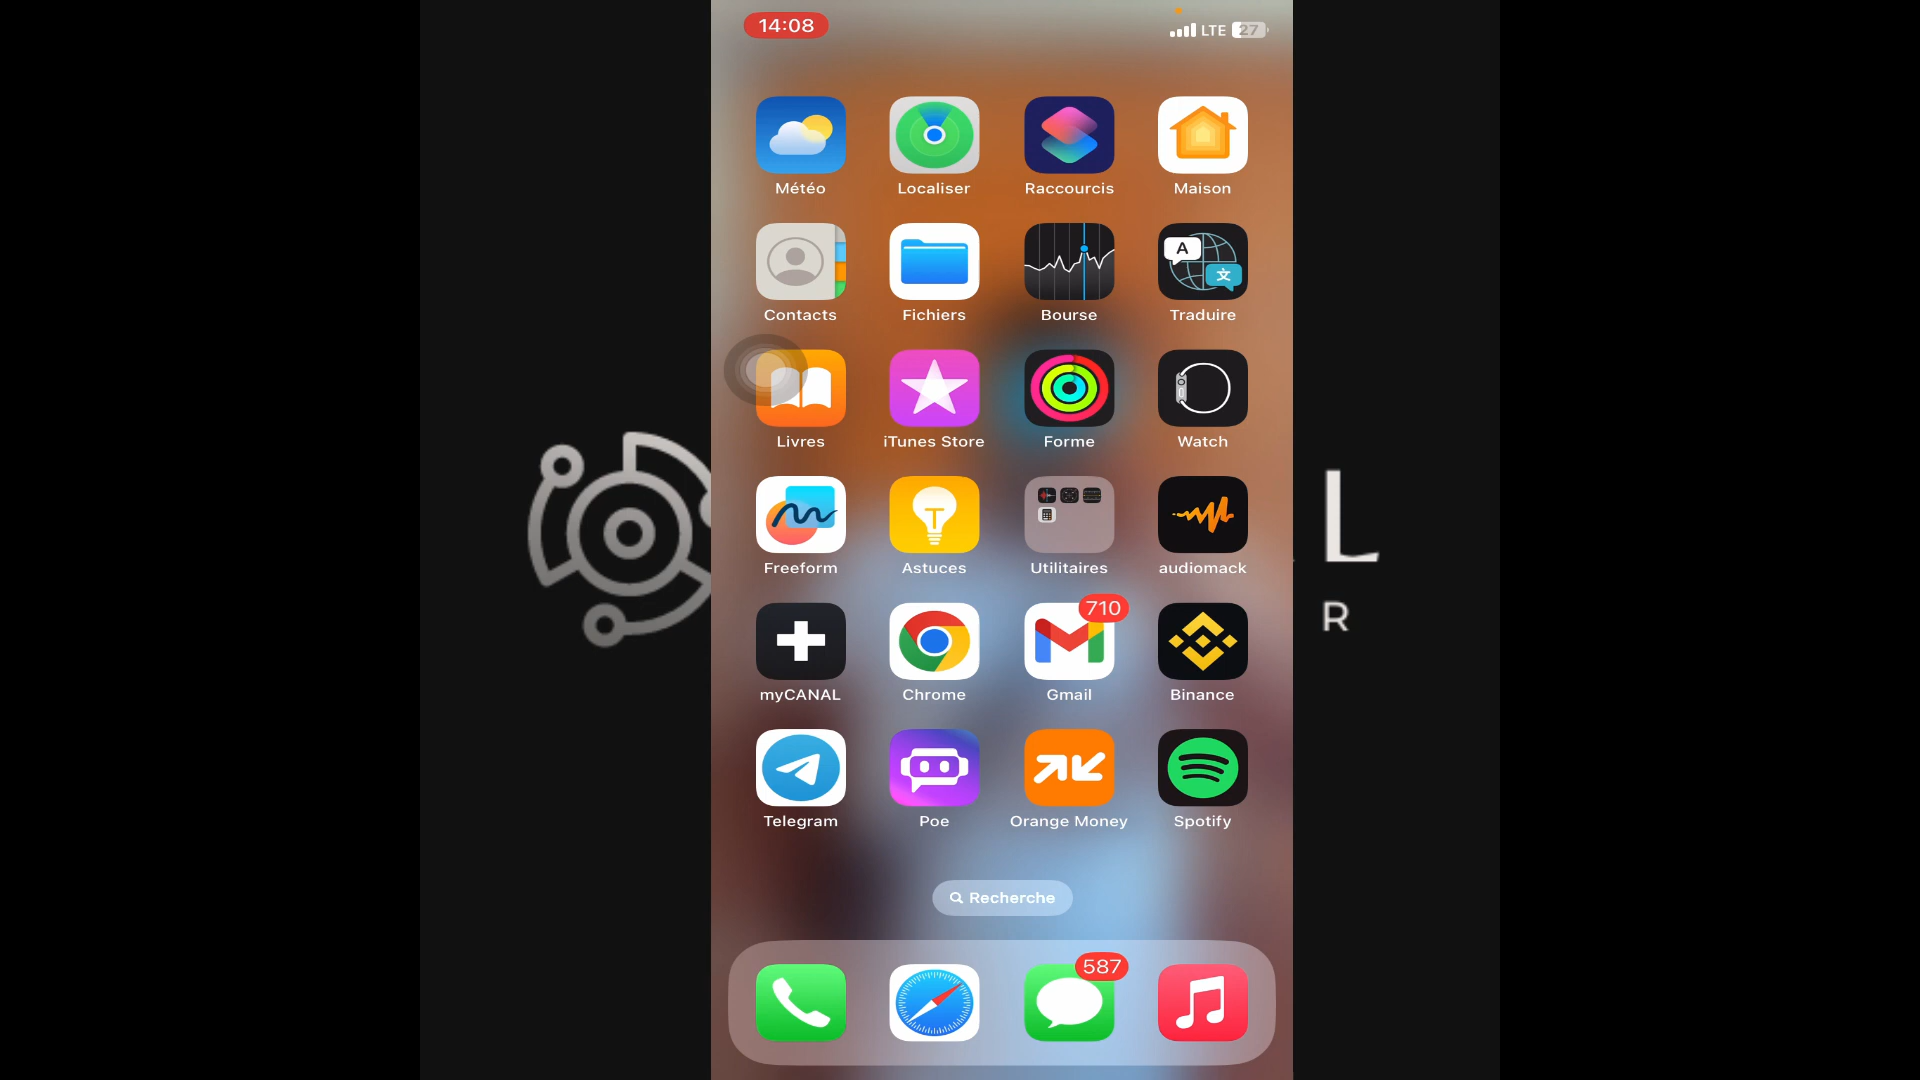 14:08
LTE 27
Météo Localiser Raccourcis Maison
A 文
Contacts Fichiers Bourse Traduire
Livres iTunes Store Forme Watch
Freeform Astuces Utilitaires audiomack
L
710
R
myCANAL Chrome Gmail Binance
Telegram Poe Orange Money Spotify
Recherche
587